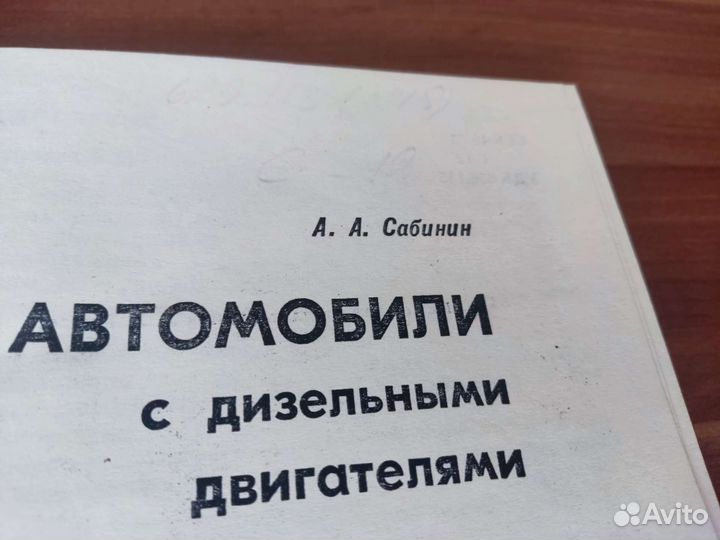 А. А. Сабинин
АВТОМОБИЛИ
с дизельными
двигателями
Avito